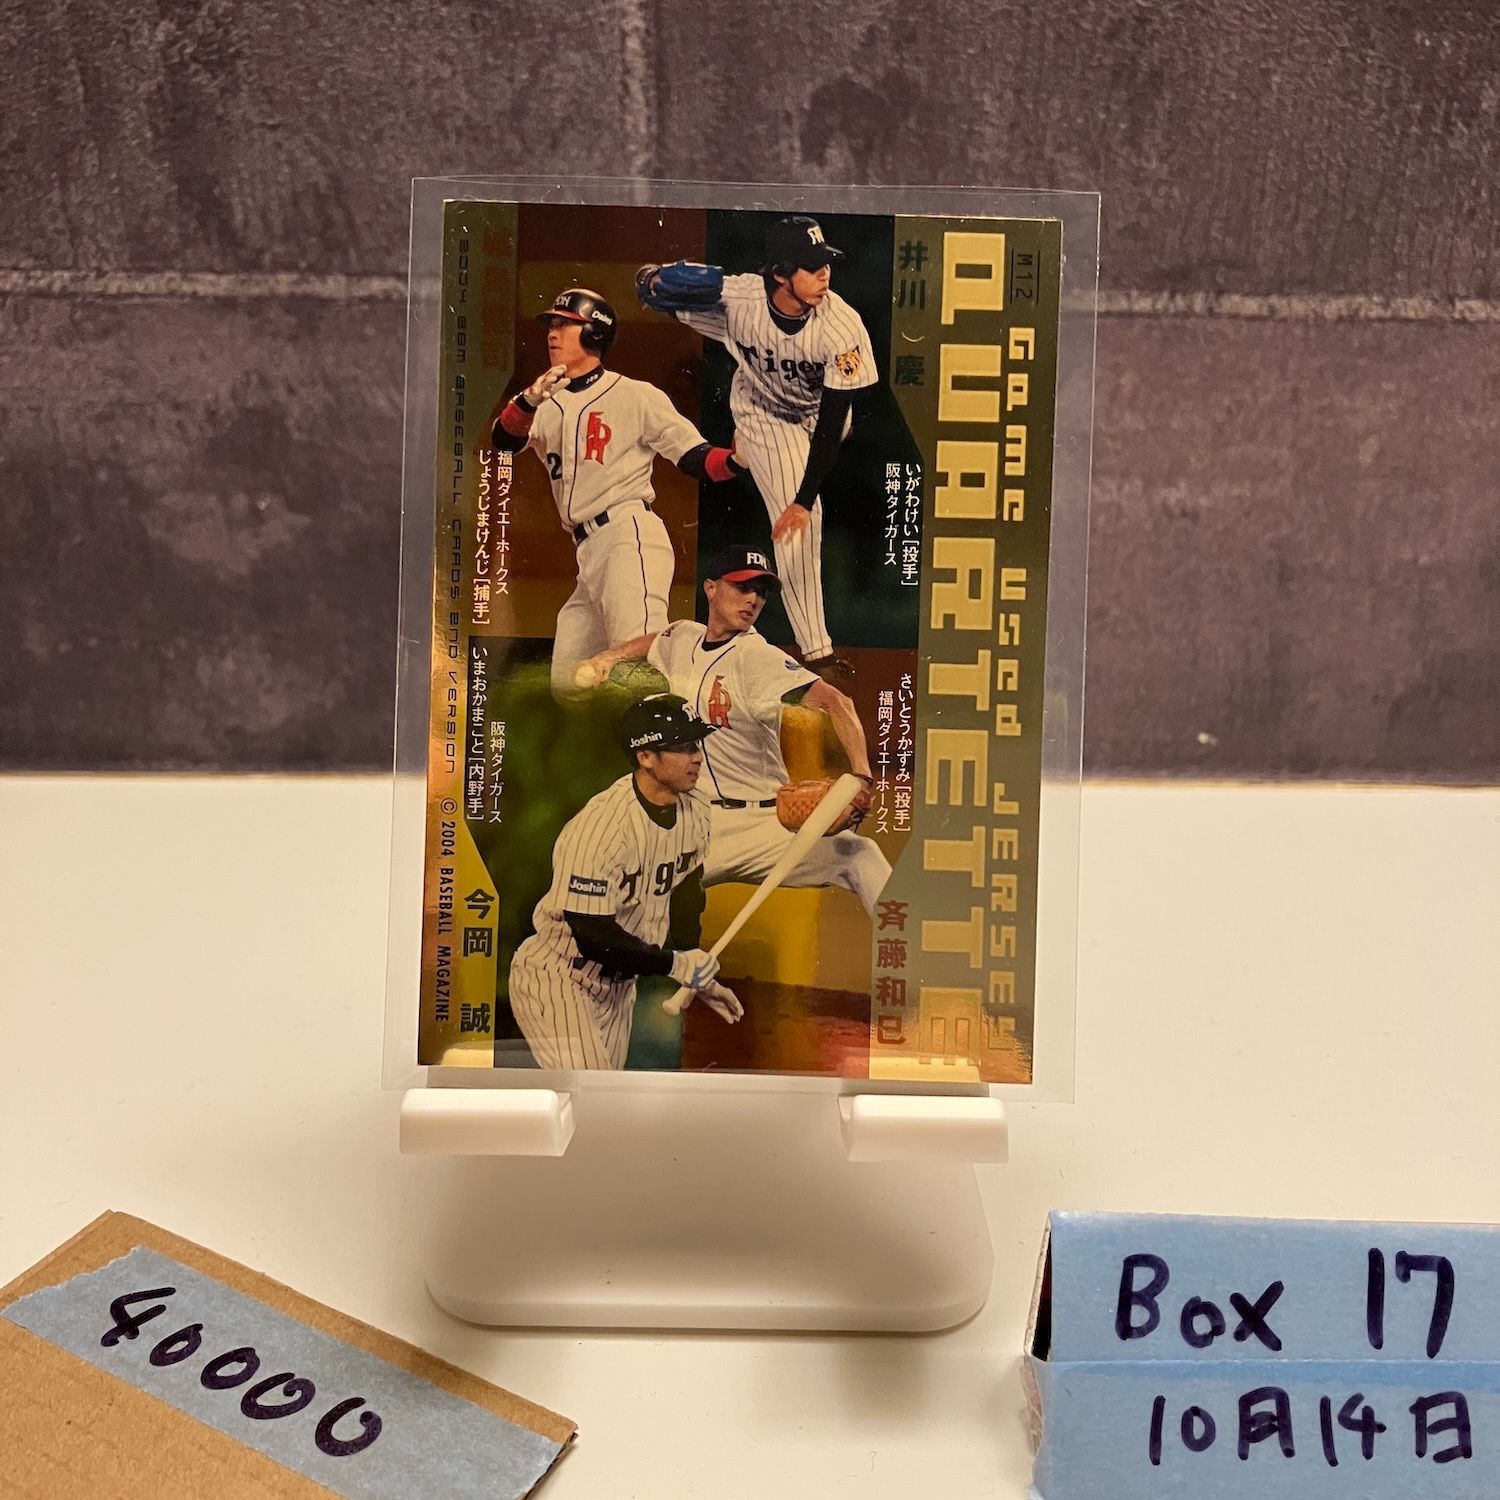 M12
Game Used JERSEY
QUARTETTE
城島健司
福岡ダイエーホークス
じょうじまけんじ[捕手]
井川 慶
いがわけい[投手]
阪神タイガース
さいとうかずみ[投手]
福岡ダイエーホークス
斉藤和巳
いまおかまこと[内野手]
阪神タイガース
今岡 誠
2004 BBM BASEBALL CARDS 2ND VERSION
© 2004 BASEBALL MAGAZINE
Tiger
2
Joshin
Joshin
40000
Box 17
10月14日